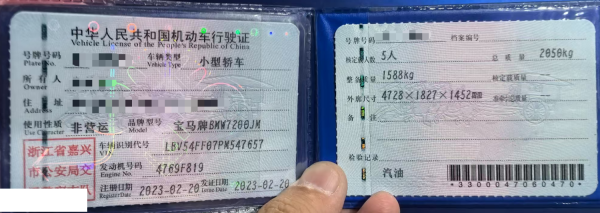 中华人民共和国机动车行驶证
Vehicle License of the People's Republic of China
号牌号码
Plate No.
车辆类型
Vehicle Type
小型轿车
所有人
Owner
住址
Address
使用性质
Use Character
非营运
品牌型号
Model
宝马牌BMW7200JM
浙江省嘉兴
市公安局交
车辆识别代号
VIN
LBV54FF07PM547657
发动机号码
Engine No.
4769F819
注册日期
Register Date
2023-02-20
发证日期
Issue Date
2023-02-20
号牌号码
档案编号
核定载人数
5人
总质量
2050kg
整备质量
1588kg
核定载质量
外廓尺寸
4728×1827×1452
备注
检验记录
汽油
*3300047060470*